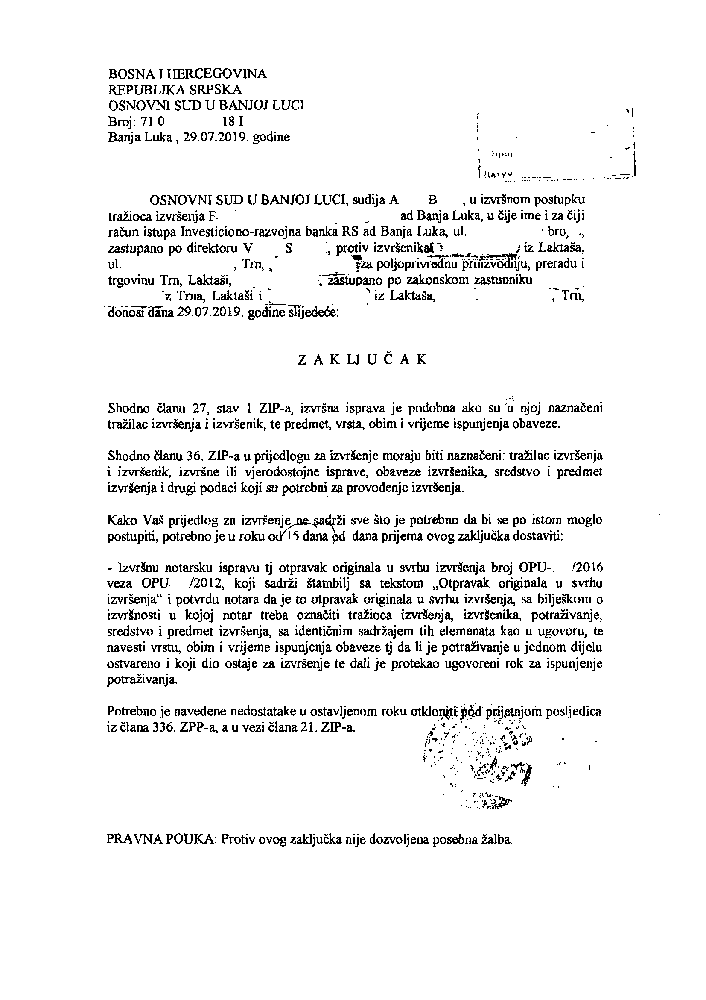 BOSNA I HERCEGOVINA
REPUBLIKA SRPSKA
OSNOVNI SUD U BANJOJ LUCI
Broj: 71 0 18 I
Banja Luka , 29.07.2019. godine
Број
Датум:
OSNOVNI SUD U BANJOJ LUCI, sudija A B , u izvršnom postupku
tražioca izvršenja F. ad Banja Luka, u čije ime i za čiji
račun istupa Investiciono-razvojna banka RS ad Banja Luka, ul. broj
zastupano po direktoru V S , protiv izvršenika iz Laktaša,
ul. , Trn, za poljoprivrednu proizvodnju, preradu i
trgovinu Trn, Laktaši, , zastupano po zakonskom zastupniku
iz Trna, Laktaši i iz Laktaša, , Trn,
donosi dana 29.07.2019. godine slijedeće:
Z A K LJ U Č A K
Shodno članu 27, stav 1 ZIP-a, izvršna isprava je podobna ako su u njoj naznačeni
tražilac izvršenja i izvršenik, te predmet, vrsta, obim i vrijeme ispunjenja obaveze.
Shodno članu 36. ZIP-a u prijedlogu za izvršenje moraju biti naznačeni: tražilac izvršenja
i izvršenik, izvršne ili vjerodostojne isprave, obaveze izvršenika, sredstvo i predmet
izvršenja i drugi podaci koji su potrebni za provođenje izvršenja.
Kako Vaš prijedlog za izvršenje ne sadrži sve što je potrebno da bi se po istom moglo
postupiti, potrebno je u roku od 15 dana od dana prijema ovog zaključka dostaviti:
- Izvršnu notarsku ispravu tj otpravak originala u svrhu izvršenja broj OPU- /2016
veza OPU /2012, koji sadrži štambilj sa tekstom „Otpravak originala u svrhu
izvršenja“ i potvrdu notara da je to otpravak originala u svrhu izvršenja, sa bilješkom o
izvršnosti u kojoj notar treba označiti tražioca izvršenja, izvršenika, potraživanje,
sredstvo i predmet izvršenja, sa identičnim sadržajem tih elemenata kao u ugovoru, te
navesti vrstu, obim i vrijeme ispunjenja obaveze tj da li je potraživanje u jednom dijelu
ostvareno i koji dio ostaje za izvršenje te dali je protekao ugovoreni rok za ispunjenje
potraživanja.
Potrebno je navedene nedostatake u ostavljenom roku otkloniti pod prijetnjom posljedica
iz člana 336. ZPP-a, a u vezi člana 21. ZIP-a.
PRAVNA POUKA: Protiv ovog zaključka nije dozvoljena posebna žalba.